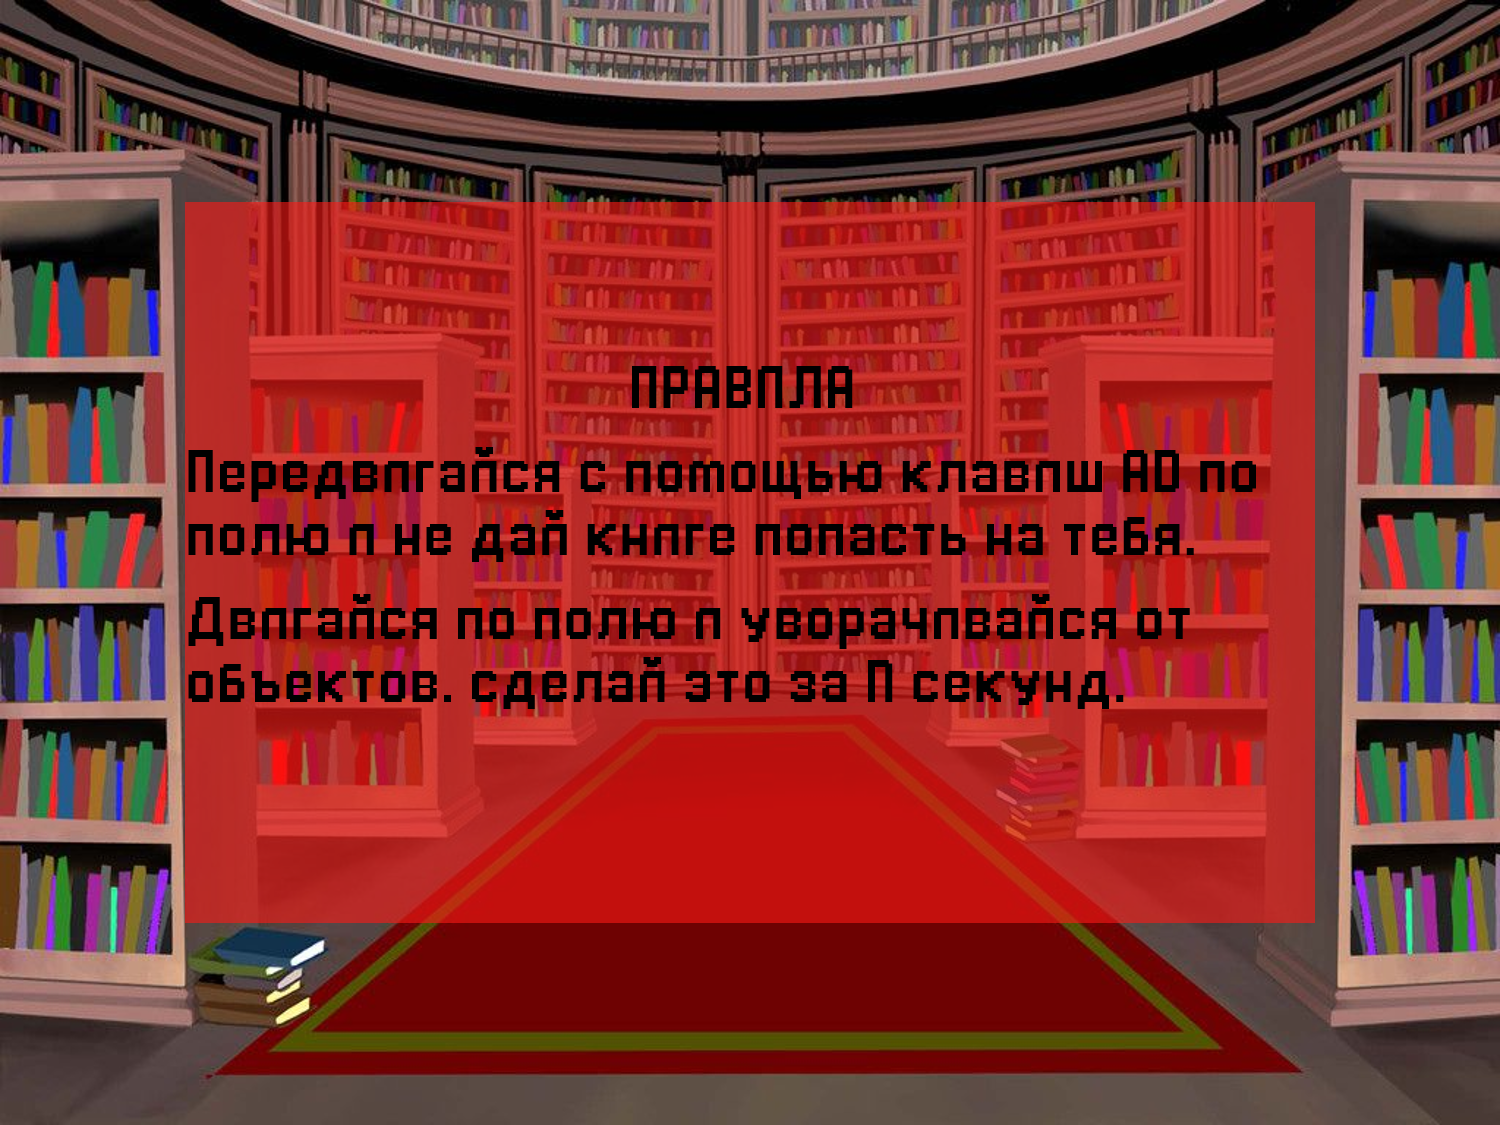 ПРАВИЛА
Передвигайся с помощью клавиш AD по
полю и не дай книге попасть на тебя.
Двигайся по полю и уворачивайся от
объектов. сделай это за N секунд.